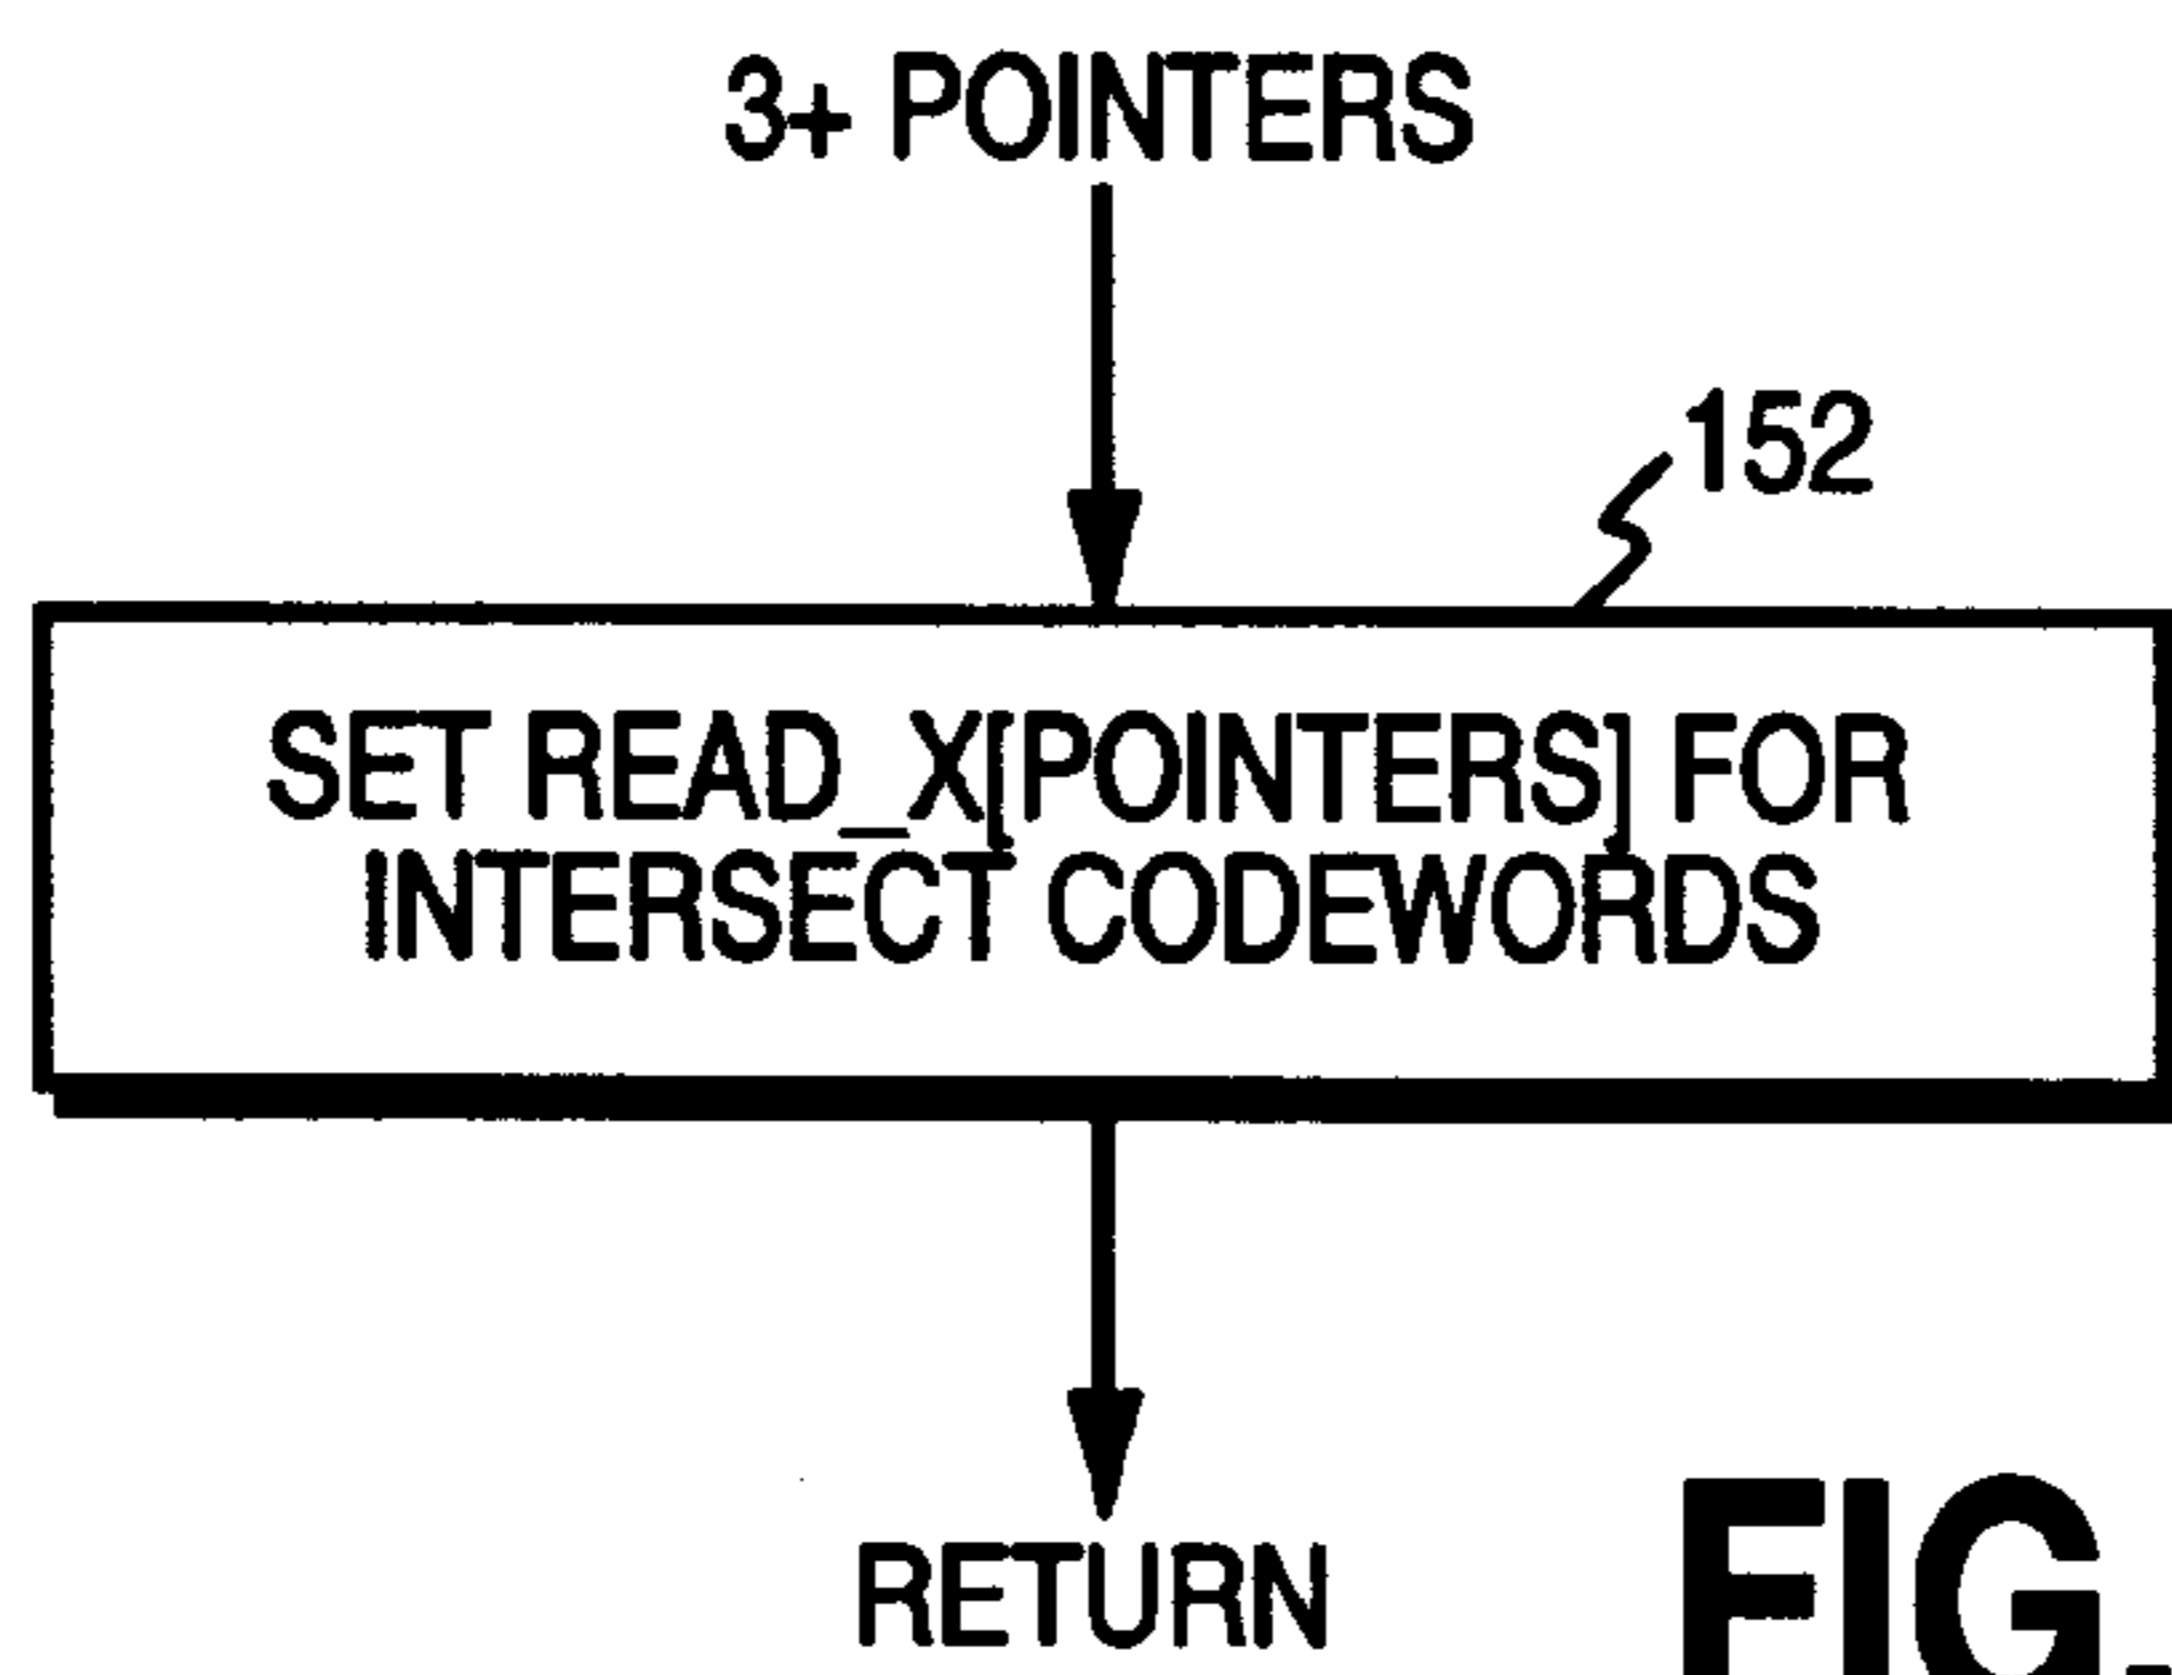 3+ POINTERS
152
SET READ_X[POINTERS] FOR
INTERSECT CODEWORDS
RETURN
FIG.